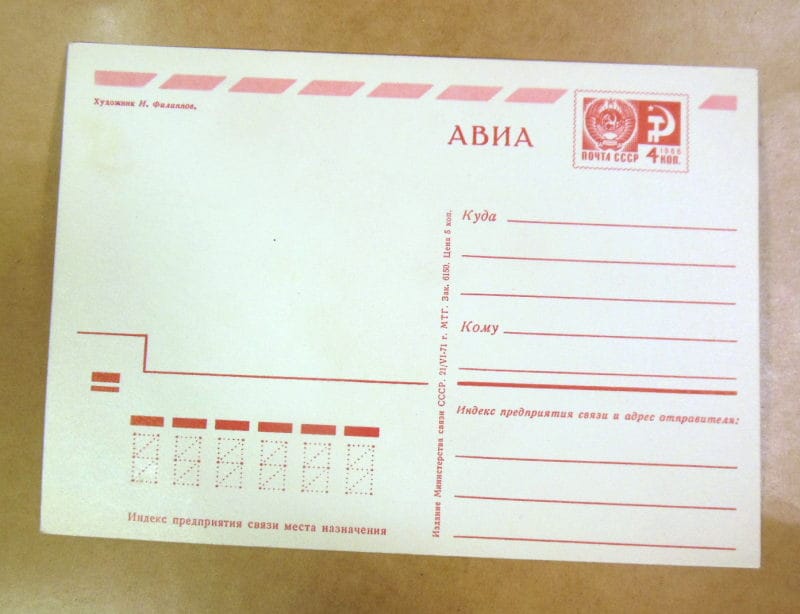 Художник И. Филиппов.
АВИА
ПОЧТА СССР
1966
4 КОП.
Куда
Кому
Издание Министерства связи СССР. 21/VI-71 г. МТГ. Зак. 6150. Цена 5 коп.
Индекс предприятия связи и адрес отправителя:
Индекс предприятия связи места назначения